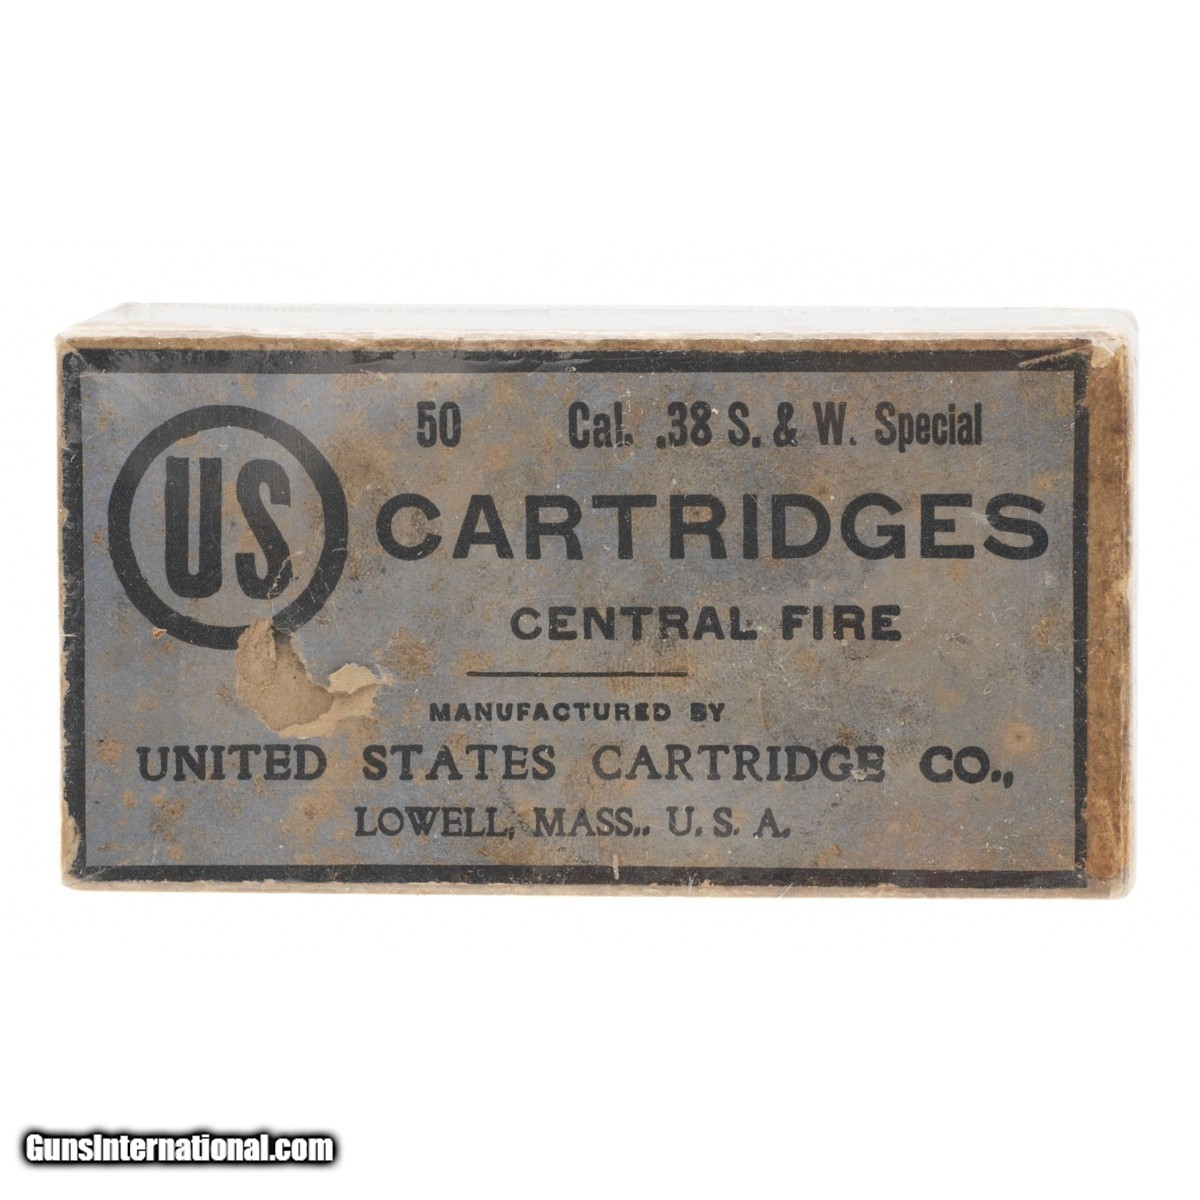 50 Cal. .38 S. & W. Special
US
CARTRIDGES
CENTRAL FIRE
MANUFACTURED BY
UNITED STATES CARTRIDGE CO.,
LOWELL, MASS.. U. S. A.
GunsInternational.com